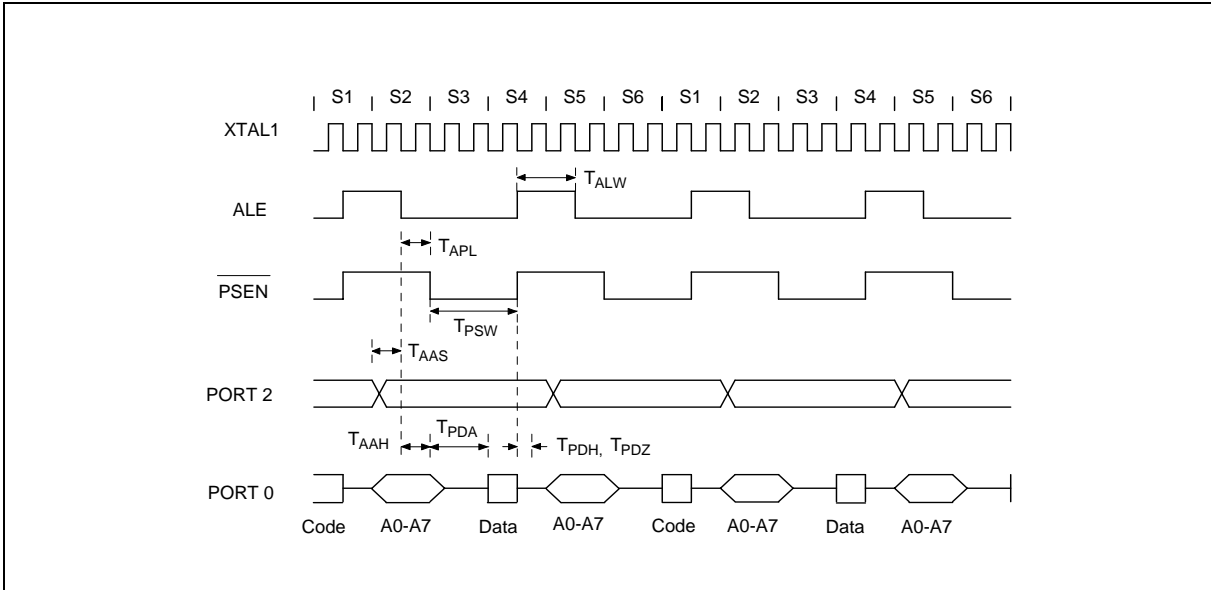 S1 S2 S3 S4 S5 S6 S1 S2 S3 S4 S5 S6
XTAL1
TALW
ALE
TAPL
PSEN
TPSW
TAAS
PORT 2
TAAH TPDA TPDH, TPDZ
PORT 0
Code A0-A7 Data A0-A7 Code A0-A7 Data A0-A7